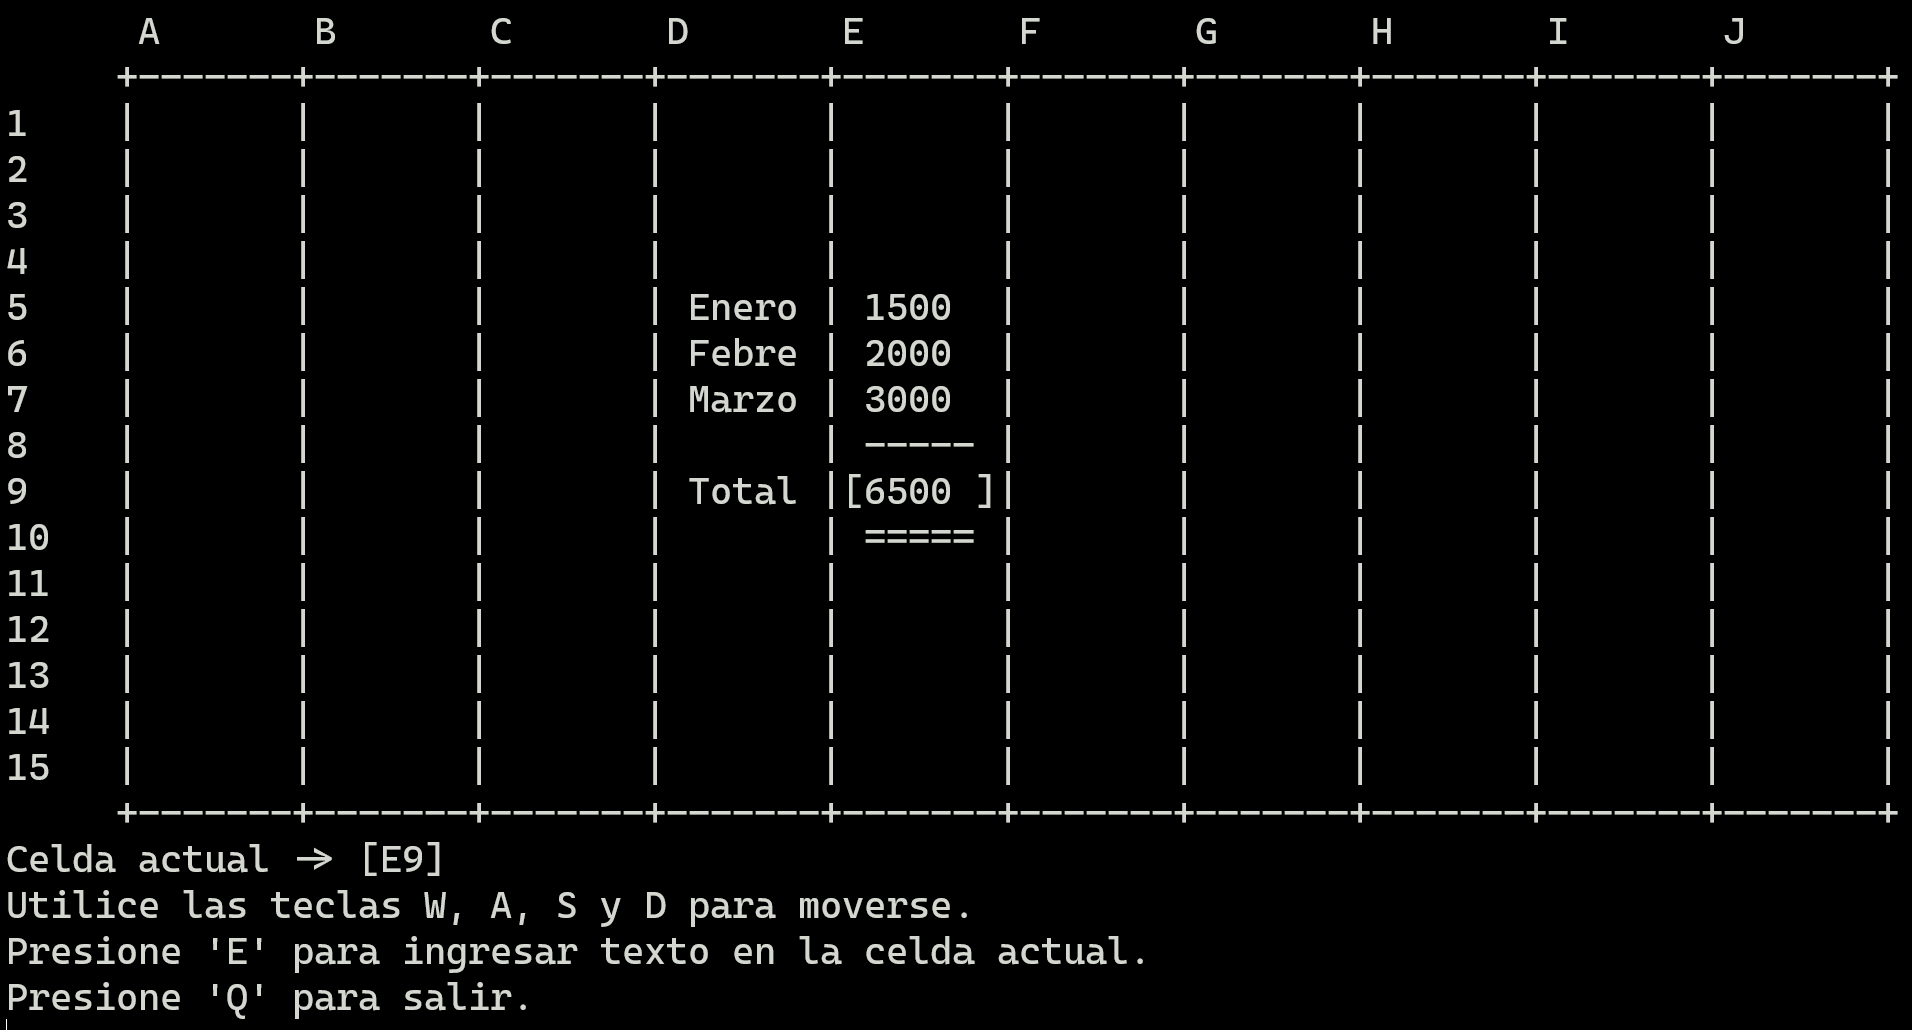 A       B       C       D       E       F       G       H       I       J
     +-------+-------+-------+-------+-------+-------+-------+-------+-------+-------+
1    |       |       |       |       |       |       |       |       |       |       |
2    |       |       |       |       |       |       |       |       |       |       |
3    |       |       |       |       |       |       |       |       |       |       |
4    |       |       |       |       |       |       |       |       |       |       |
5    |       |       |       | Enero | 1500  |       |       |       |       |       |
6    |       |       |       | Febre | 2000  |       |       |       |       |       |
7    |       |       |       | Marzo | 3000  |       |       |       |       |       |
8    |       |       |       |       | ----- |       |       |       |       |       |
9    |       |       |       | Total |[6500 ]|       |       |       |       |       |
10   |       |       |       |       | ===== |       |       |       |       |       |
11   |       |       |       |       |       |       |       |       |       |       |
12   |       |       |       |       |       |       |       |       |       |       |
13   |       |       |       |       |       |       |       |       |       |       |
14   |       |       |       |       |       |       |       |       |       |       |
15   |       |       |       |       |       |       |       |       |       |       |
     +-------+-------+-------+-------+-------+-------+-------+-------+-------+-------+
Celda actual -> [E9]
Utilice las teclas W, A, S y D para moverse.
Presione 'E' para ingresar texto en la celda actual.
Presione 'Q' para salir.